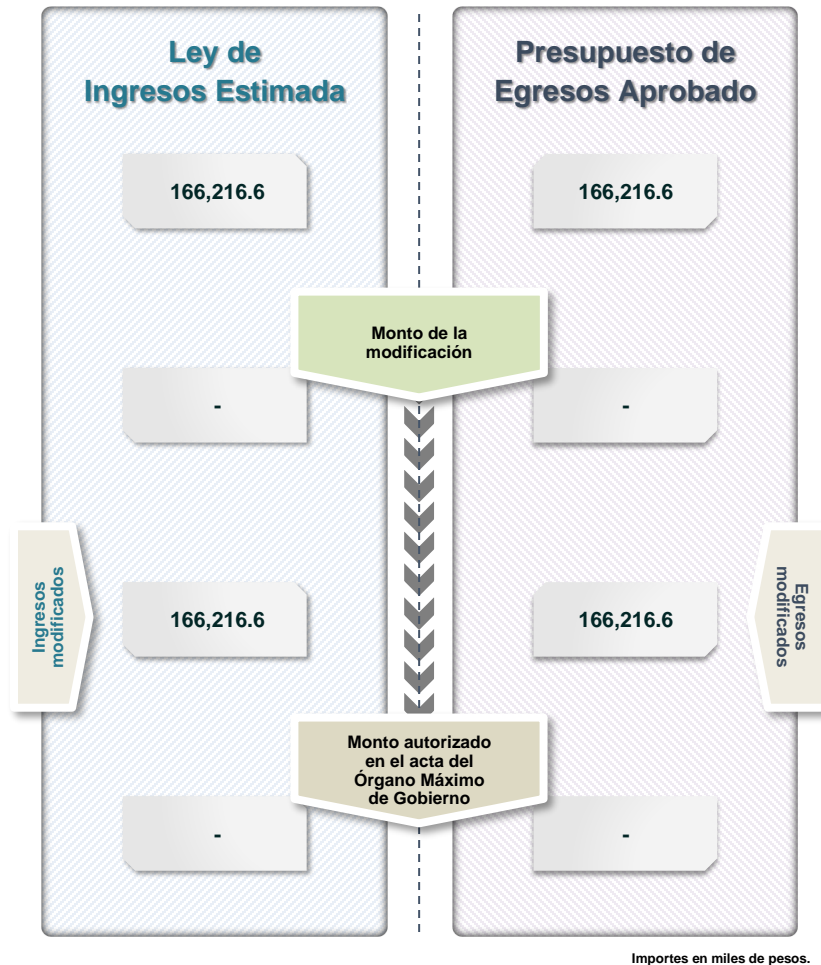 Ley de
Ingresos Estimada
Presupuesto de
Egresos Aprobado
166,216.6
166,216.6
Monto de la
modificación
-
-
Ingresos
modificados
166,216.6
166,216.6
Egresos
modificados
Monto autorizado
en el acta del
Órgano Máximo
de Gobierno
-
-
Importes en miles de pesos.